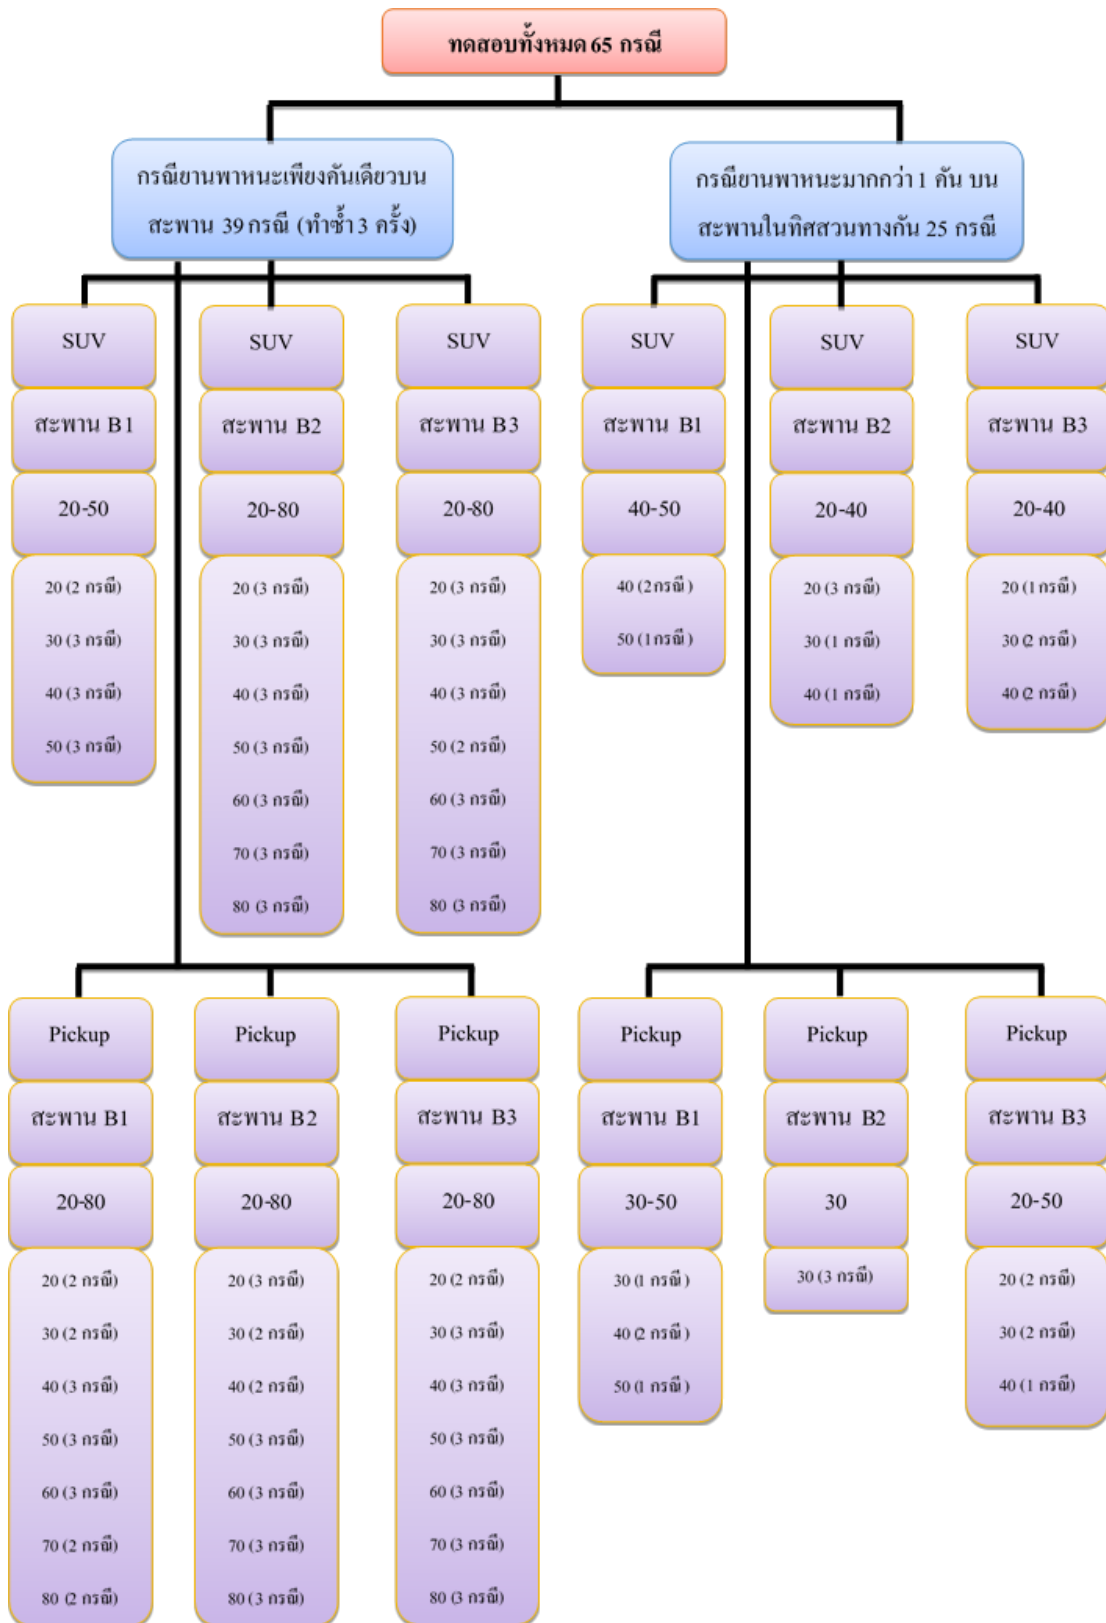 ทดสอบทั้งหมด 65 กรณี
กรณียานพาหนะเพียงคันเดียวบน
สะพาน 39 กรณี (ทำซ้ำ 3 ครั้ง)
กรณียานพาหนะมากกว่า 1 คัน บน
สะพานในทิศสวนทางกัน 25 กรณี
SUV
สะพาน B1
20-50
20 (2 กรณี)
30 (3 กรณี)
40 (3 กรณี)
50 (3 กรณี)
SUV
สะพาน B2
20-80
20 (3 กรณี)
30 (3 กรณี)
40 (3 กรณี)
50 (3 กรณี)
60 (3 กรณี)
70 (3 กรณี)
80 (3 กรณี)
SUV
สะพาน B3
20-80
20 (3 กรณี)
30 (3 กรณี)
40 (3 กรณี)
50 (2 กรณี)
60 (3 กรณี)
70 (3 กรณี)
80 (3 กรณี)
SUV
สะพาน B1
40-50
40 (2กรณี )
50 (1กรณี )
SUV
สะพาน B2
20-40
20 (3 กรณี)
30 (1 กรณี)
40 (1 กรณี)
SUV
สะพาน B3
20-40
20 (1กรณี)
30 (2 กรณี)
40 (2 กรณี)
Pickup
สะพาน B1
20-80
20 (2 กรณี)
30 (2 กรณี)
40 (3 กรณี)
50 (3 กรณี)
60 (3 กรณี)
70 (2 กรณี)
80 (2 กรณี)
Pickup
สะพาน B2
20-80
20 (3 กรณี)
30 (2 กรณี)
40 (2 กรณี)
50 (3 กรณี)
60 (3 กรณี)
70 (3 กรณี)
80 (3 กรณี)
Pickup
สะพาน B3
20-80
20 (2 กรณี)
30 (3 กรณี)
40 (3 กรณี)
50 (3 กรณี)
60 (3 กรณี)
70 (3 กรณี)
80 (3 กรณี)
Pickup
สะพาน B1
30-50
30 (1 กรณี )
40 (2 กรณี )
50 (1 กรณี )
Pickup
สะพาน B2
30
30 (3 กรณี)
Pickup
สะพาน B3
20-50
20 (2 กรณี)
30 (2 กรณี)
40 (1 กรณี)